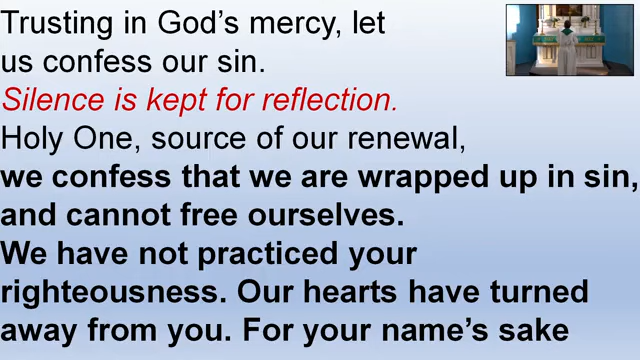 Trusting in God’s mercy, let
us confess our sin.
Silence is kept for reflection.
Holy One, source of our renewal,
we confess that we are wrapped up in sin,
and cannot free ourselves.
We have not practiced your
righteousness. Our hearts have turned
away from you. For your name’s sake